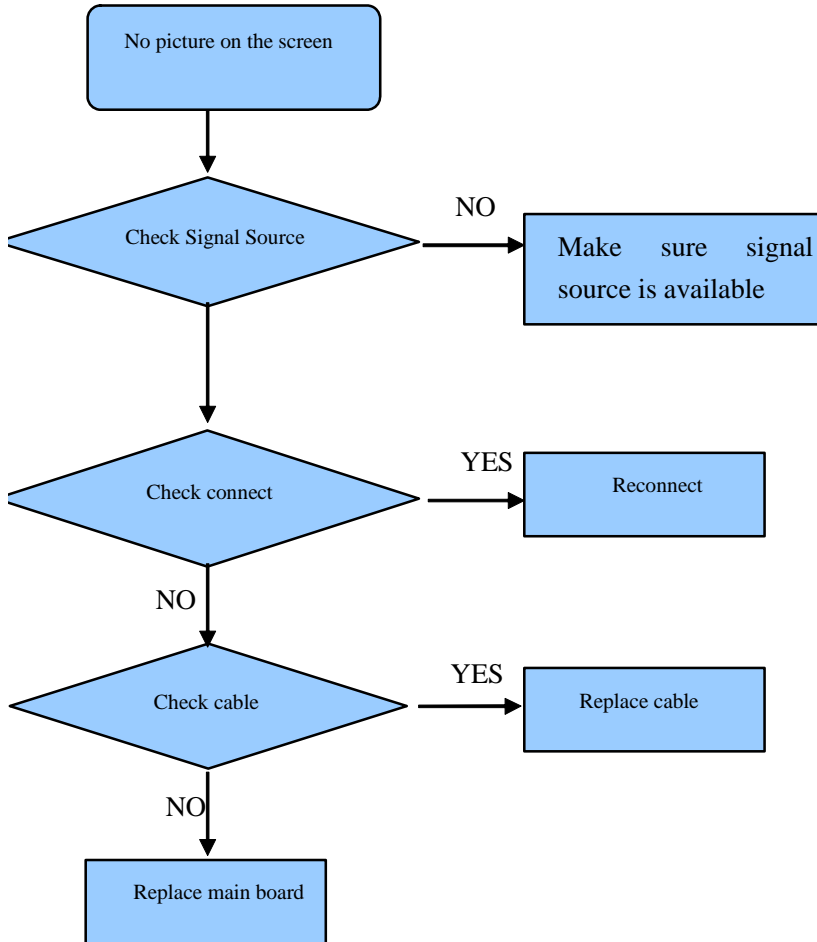 No picture on the screen
Check Signal Source
NO
Make sure signal
source is available
Check connect
YES
Reconnect
NO
Check cable
YES
Replace cable
NO
Replace main board